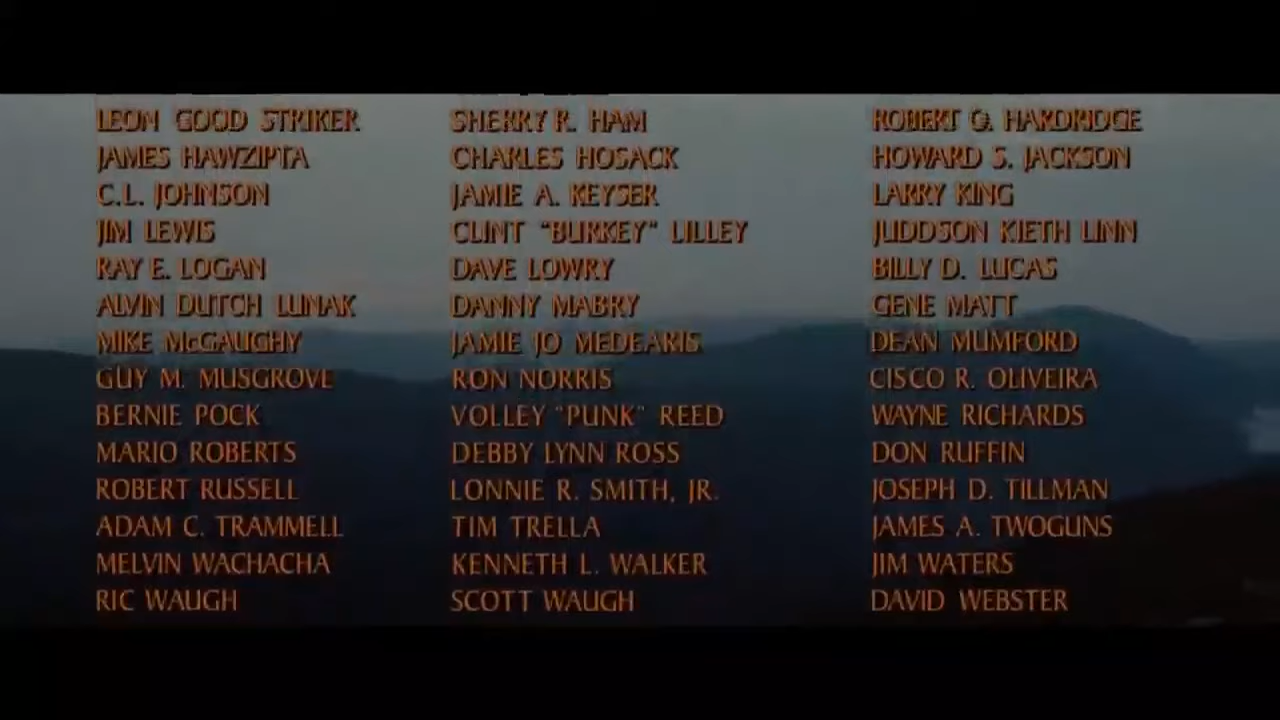 LEON GOOD STRIKER SHERRY R. HAM ROBERT O. HARDRIDGE
JAMES HAWZIPTA CHARLES HOSACK HOWARD S. JACKSON
C.L. JOHNSON JAMIE A. KEYSER LARRY KING
JIM LEWIS CLINT "BURKEY" LILLEY JUDDSON KIETH LINN
RAY E. LOGAN DAVE LOWRY BILLY D. LUCAS
ALVIN DUTCH LUNAK DANNY MABRY GENE MATT
MIKE McGAUGHY JAMIE JO MEDEARIS DEAN MUMFORD
GUY M. MUSGROVE RON NORRIS CISCO R. OLIVEIRA
BERNIE POCK VOLLEY "PUNK" REED WAYNE RICHARDS
MARIO ROBERTS DEBBY LYNN ROSS DON RUFFIN
ROBERT RUSSELL LONNIE R. SMITH, JR. JOSEPH D. TILLMAN
ADAM C. TRAMMELL TIM TRELLA JAMES A. TWOGUNS
MELVIN WACHACHA KENNETH L. WALKER JIM WATERS
RIC WAUGH SCOTT WAUGH DAVID WEBSTER